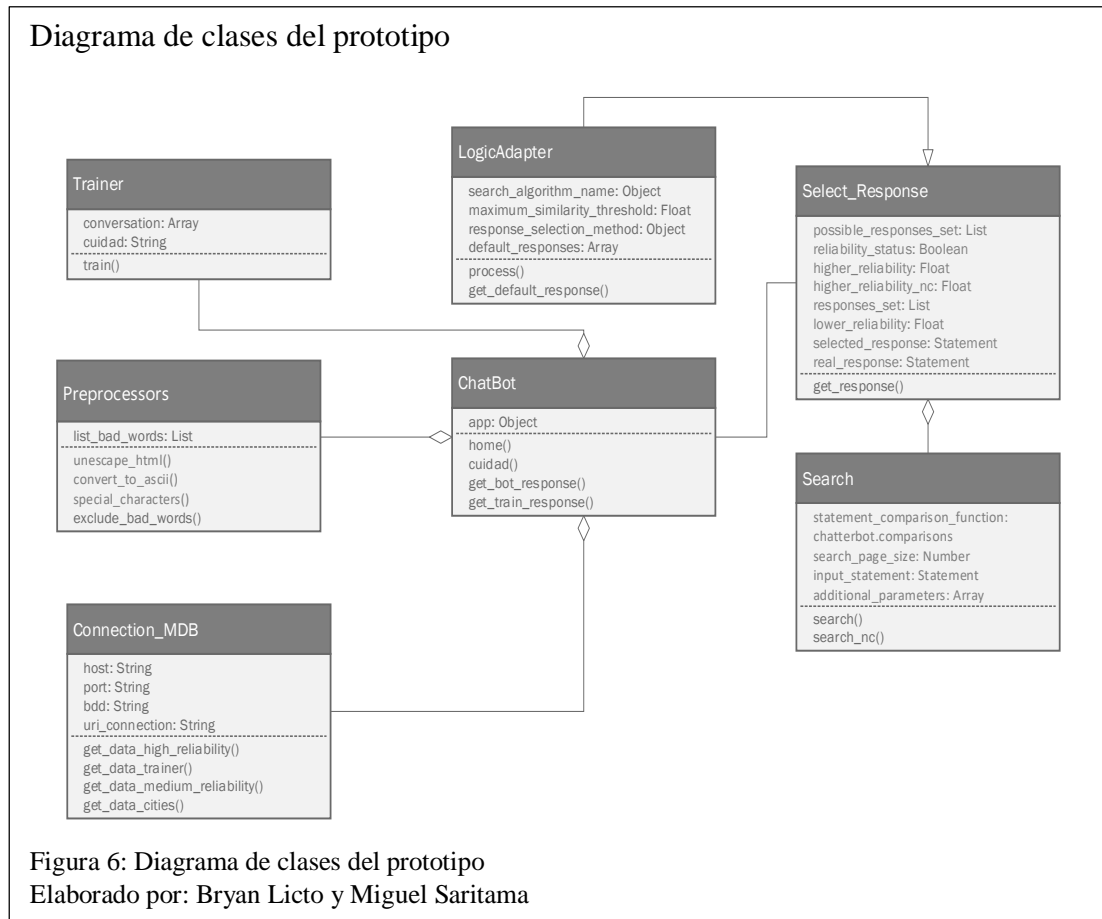 Diagrama de clases del prototipo
Trainer
conversation: Array
cuidad: String
train()
LogicAdapter
search_algorithm_name: Object
maximum_similarity_threshold: Float
response_selection_method: Object
default_responses: Array
process()
get_default_response()
Select_Response
possible_responses_set: List
reliability_status: Boolean
higher_reliability: Float
higher_reliability_nc: Float
responses_set: List
lower_reliability: Float
selected_response: Statement
real_response: Statement
get_response()
Preprocessors
list_bad_words: List
unescape_html()
convert_to_ascii()
special_characters()
exclude_bad_words()
ChatBot
app: Object
home()
cuidad()
get_bot_response()
get_train_response()
Search
statement_comparison_function:
chatterbot.comparisons
search_page_size: Number
input_statement: Statement
additional_parameters: Array
search()
search_nc()
Connection_MDB
host: String
port: String
bdd: String
uri_connection: String
get_data_high_reliability()
get_data_trainer()
get_data_medium_reliability()
get_data_cities()
Figura 6: Diagrama de clases del prototipo
Elaborado por: Bryan Licto y Miguel Saritama